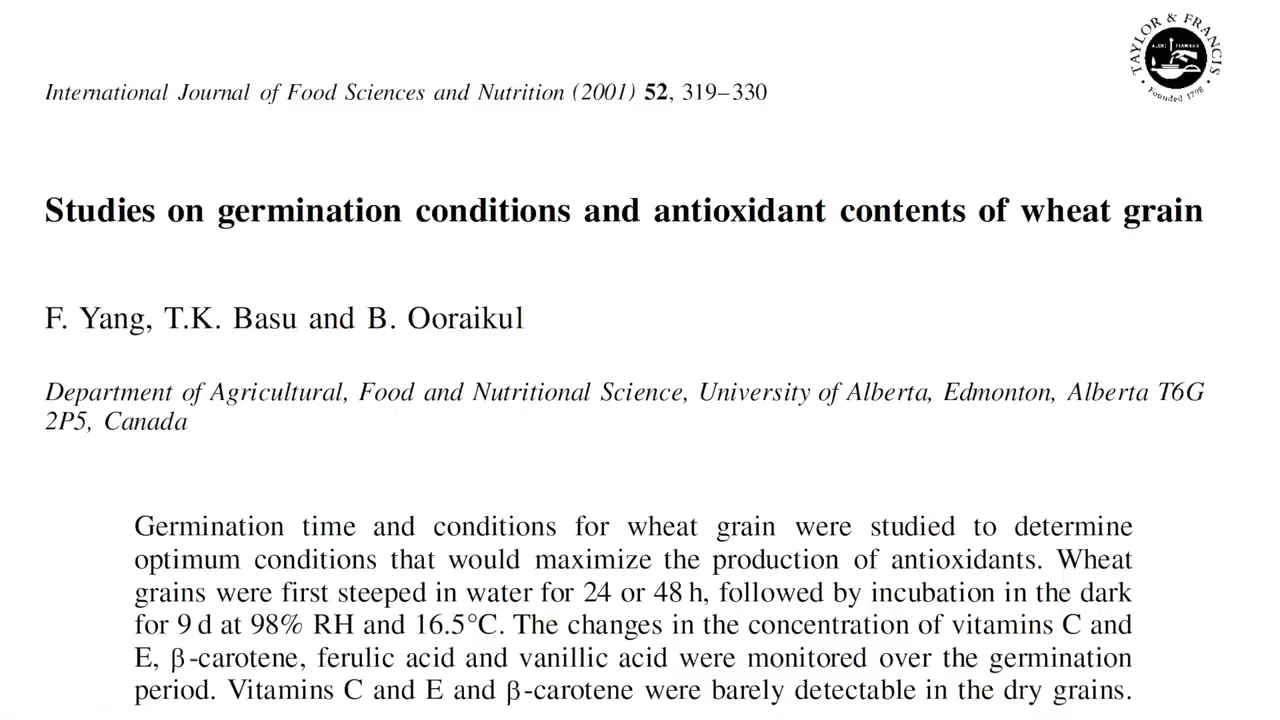 TAYLOR & FRANCIS
Founded 1798
International Journal of Food Sciences and Nutrition (2001) 52, 319–330
Studies on germination conditions and antioxidant contents of wheat grain
F. Yang, T.K. Basu and B. Ooraikul
Department of Agricultural, Food and Nutritional Science, University of Alberta, Edmonton, Alberta T6G
2P5, Canada
Germination time and conditions for wheat grain were studied to determine
optimum conditions that would maximize the production of antioxidants. Wheat
grains were first steeped in water for 24 or 48 h, followed by incubation in the dark
for 9 d at 98% RH and 16.5°C. The changes in the concentration of vitamins C and
E, β-carotene, ferulic acid and vanillic acid were monitored over the germination
period. Vitamins C and E and β-carotene were barely detectable in the dry grains.